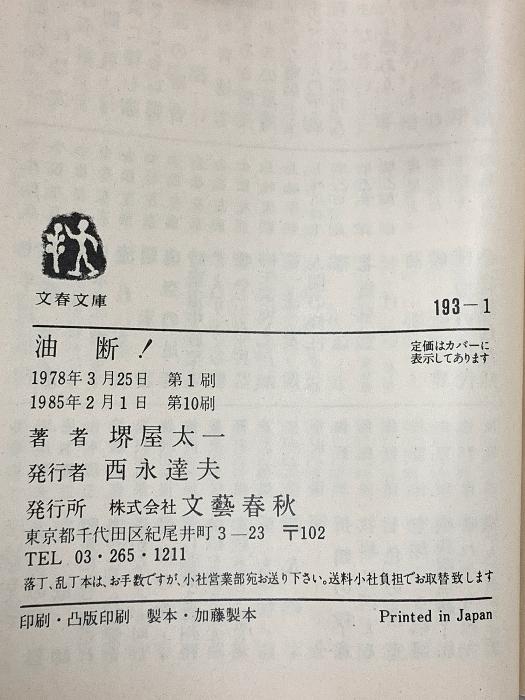 文春文庫
193―1
油断！
定価はカバーに
表示してあります
1978年3月25日 第1刷
1985年2月1日 第10刷
著者 堺屋太一
発行者 西永達夫
発行所 株式会社 文藝春秋
東京都千代田区紀尾井町3―23 〒102
TEL 03・265・1211
落丁、乱丁本は、お手数ですが、小社営業部宛お送り下さい。送料小社負担でお取替致します
印刷・凸版印刷 製本・加藤製本
Printed in Japan